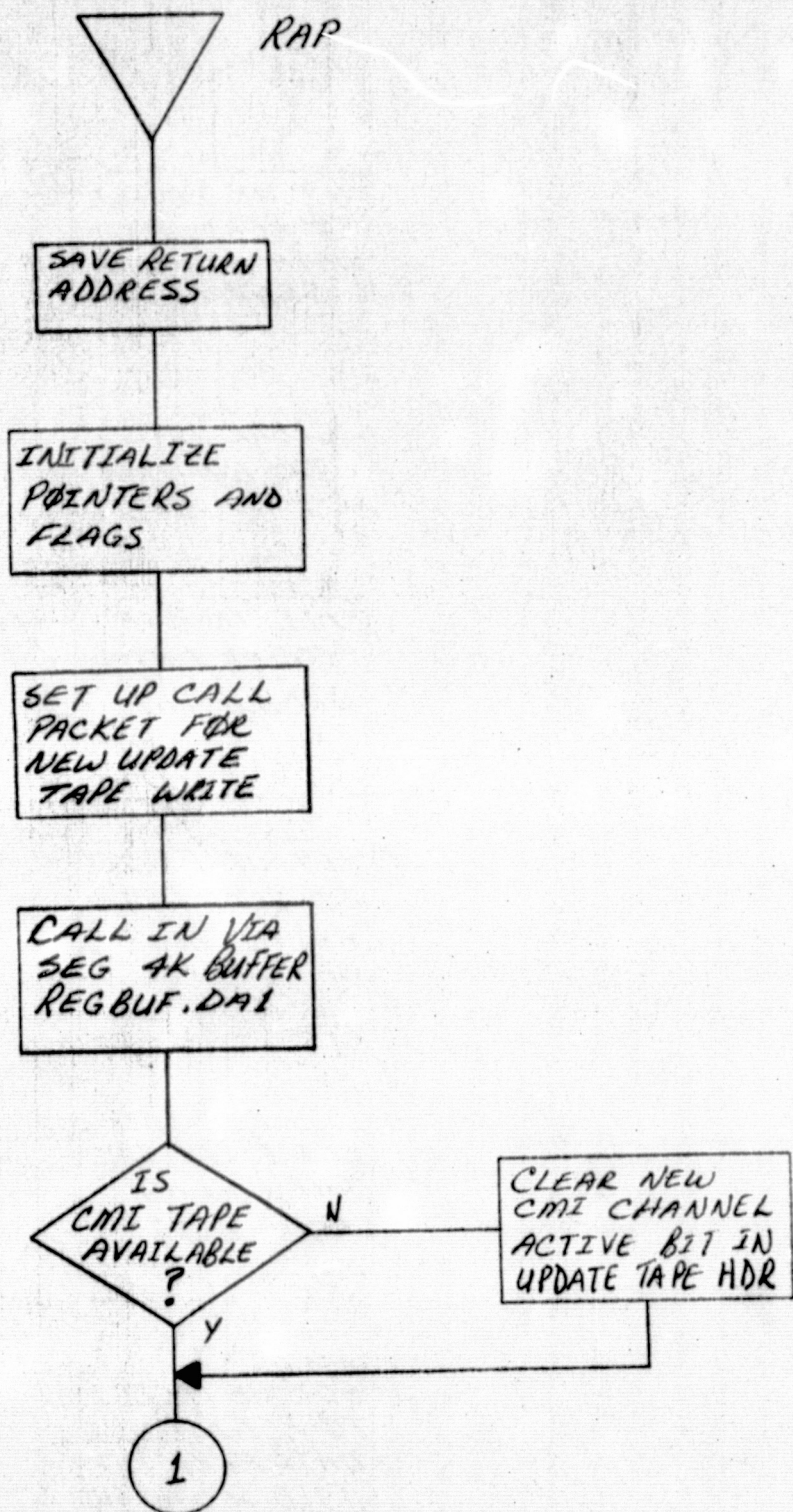 RAP
SAVE RETURN
ADDRESS
INITIALIZE
PØINTERS AND
FLAGS
SET UP CALL
PACKET FØR
NEW UPDATE
TAPE WRITE
CALL IN VIA
SEG 4K BUFFER
REGBUF.DA1
IS
CMI TAPE
AVAILABLE
?
N
CLEAR NEW
CMI CHANNEL
ACTIVE BIT IN
UPDATE TAPE HDR
Y
1